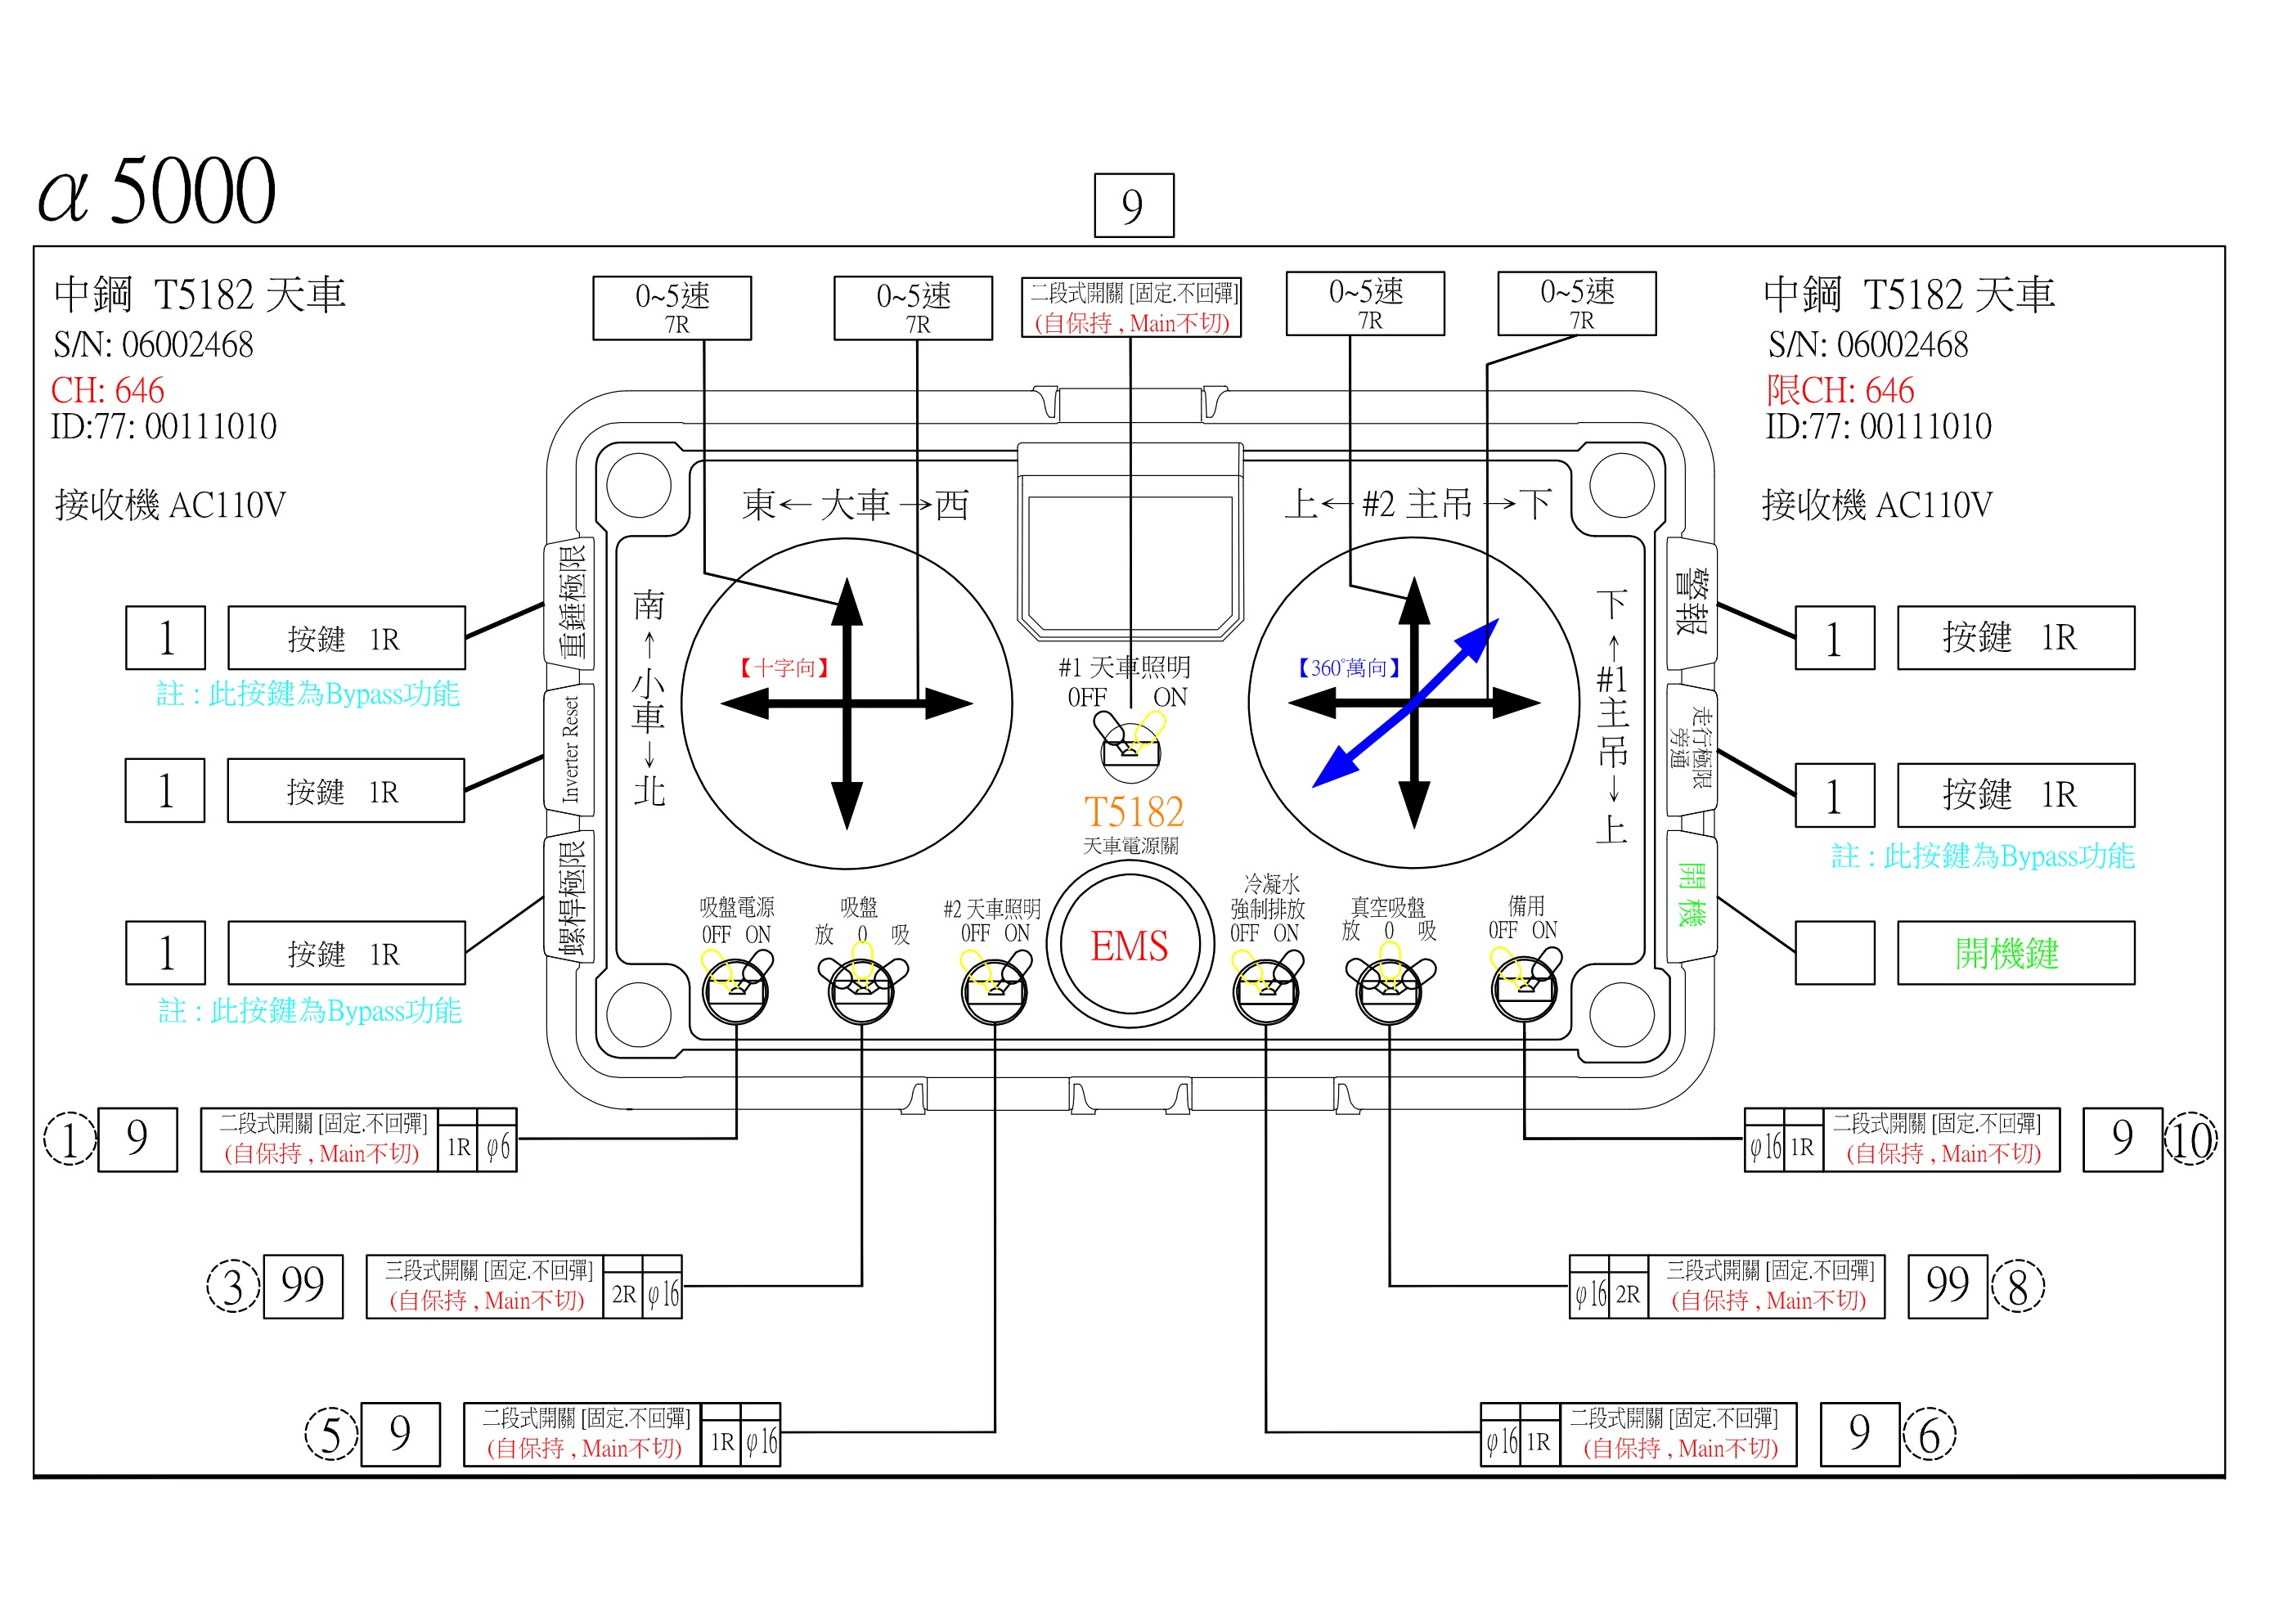 α 5000
9
中鋼 T5182 天車
S/N: 06002468
CH: 646
ID:77: 00111010
接收機 AC110V
0~5速
7R
0~5速
7R
二段式開關 [固定.不回彈]
(自保持 , Main不切)
0~5速
7R
0~5速
7R
中鋼 T5182 天車
S/N: 06002468
限CH: 646
ID:77: 00111010
接收機 AC110V
東← 大車 →西
上← #2 主吊 →下
南
↑
小
車
↓
北
【十字向】
#1 天車照明
OFF ON
T5182
天車電源關
【360°萬向】
下
↑
#1
主
吊
↓
上
重錘極限
Inverter Reset
螺桿極限
警報
走行極限
旁通
開機
1 按鍵 1R
註 : 此按鍵為Bypass功能
1 按鍵 1R
1 按鍵 1R
註 : 此按鍵為Bypass功能
1 按鍵 1R
1 按鍵 1R
註 : 此按鍵為Bypass功能
開機鍵
吸盤電源
OFF ON
吸盤
放 0 吸
#2 天車照明
OFF ON
EMS
冷凝水
強制排放
OFF ON
真空吸盤
放 0 吸
備用
OFF ON
1 9 二段式開關 [固定.不回彈]
(自保持 , Main不切) 1R φ6
φ16 1R 二段式開關 [固定.不回彈]
(自保持 , Main不切) 9 10
3 99 三段式開關 [固定.不回彈]
(自保持 , Main不切) 2R φ16
φ16 2R 三段式開關 [固定.不回彈]
(自保持 , Main不切) 99 8
5 9 二段式開關 [固定.不回彈]
(自保持 , Main不切) 1R φ16
φ16 1R 二段式開關 [固定.不回彈]
(自保持 , Main不切) 9 6